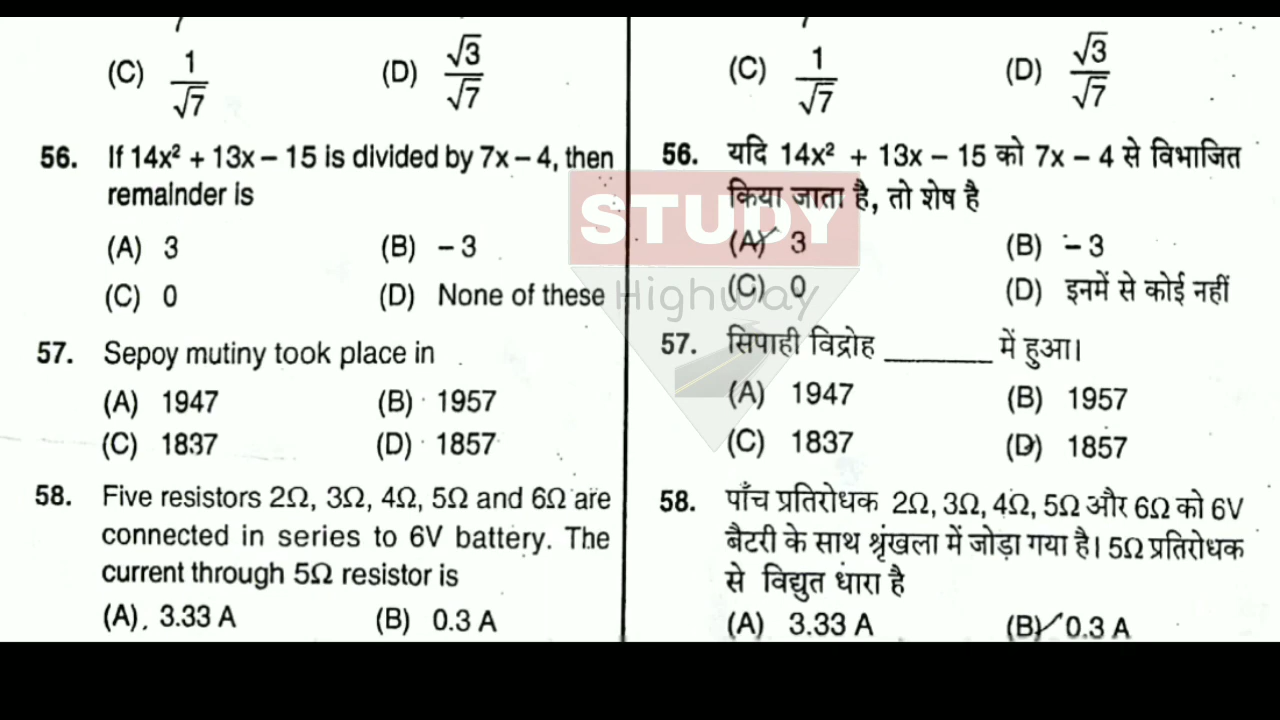 (C) 1/√7 (D) √3/√7
56. If 14x² + 13x – 15 is divided by 7x – 4, then
remainder is
(A) 3 (B) – 3
(C) 0 (D) None of these
57. Sepoy mutiny took place in
(A) 1947 (B) 1957
(C) 1837 (D) 1857
58. Five resistors 2Ω, 3Ω, 4Ω, 5Ω and 6Ω are
connected in series to 6V battery. The
current through 5Ω resistor is
(A) 3.33 A (B) 0.3 A
(C) 1/√7 (D) √3/√7
56. यदि 14x² + 13x – 15 को 7x – 4 से विभाजित
किया जाता है, तो शेष है
(A) 3 (B) – 3
(C) 0 (D) इनमें से कोई नहीं
57. सिपाही विद्रोह ________ में हुआ।
(A) 1947 (B) 1957
(C) 1837 (D) 1857
58. पाँच प्रतिरोधक 2Ω, 3Ω, 4Ω, 5Ω और 6Ω को 6V
बैटरी के साथ श्रृंखला में जोड़ा गया है। 5Ω प्रतिरोधक
से विद्युत धारा है
(A) 3.33 A (B) 0.3 A
STUDY
Highway